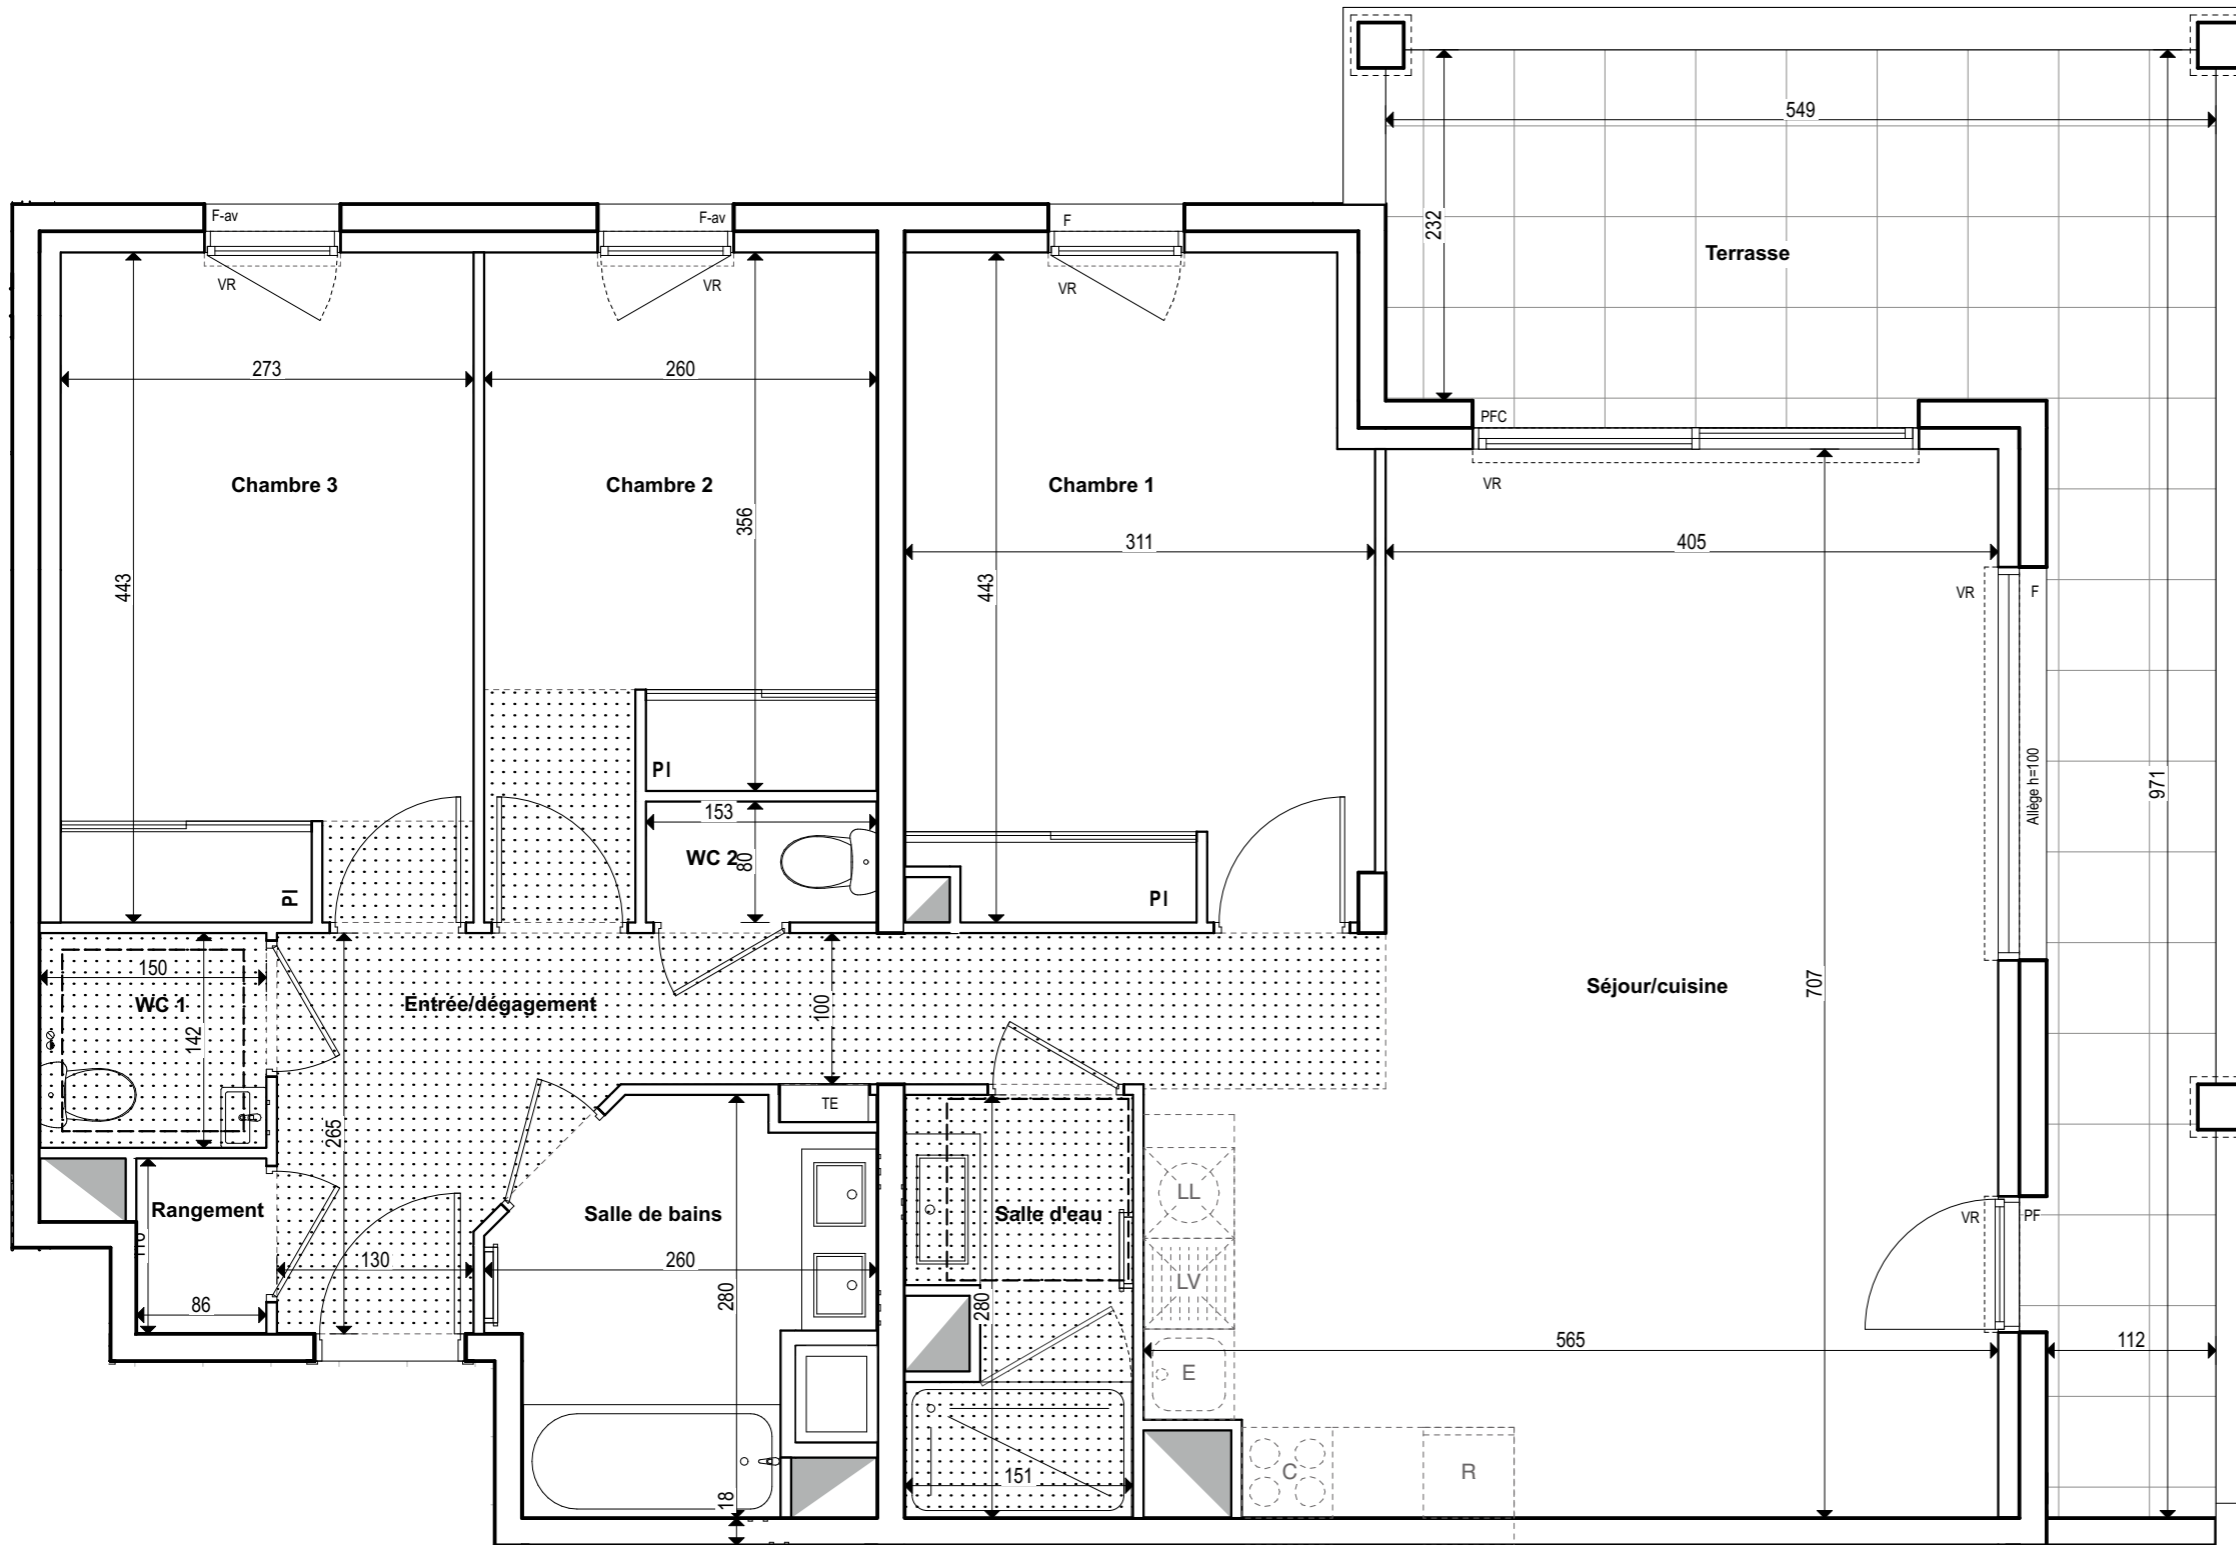 549
F-av
F-av
F
232
Terrasse
VR
VR
VR
273
260
PFC
Chambre 3
Chambre 2
Chambre 1
VR
356
311
405
443
443
VR
F
Allège h=100
971
PI
153
WC 2
80
PI
PI
150
WC 1
Entrée/dégagement
100
142
Séjour/cuisine
707
TE
265
LL
Rangement
Salle de bains
Salle d'eau
VR
PF
130
260
LV
86
280
280
565
112
E
151
C
R
18